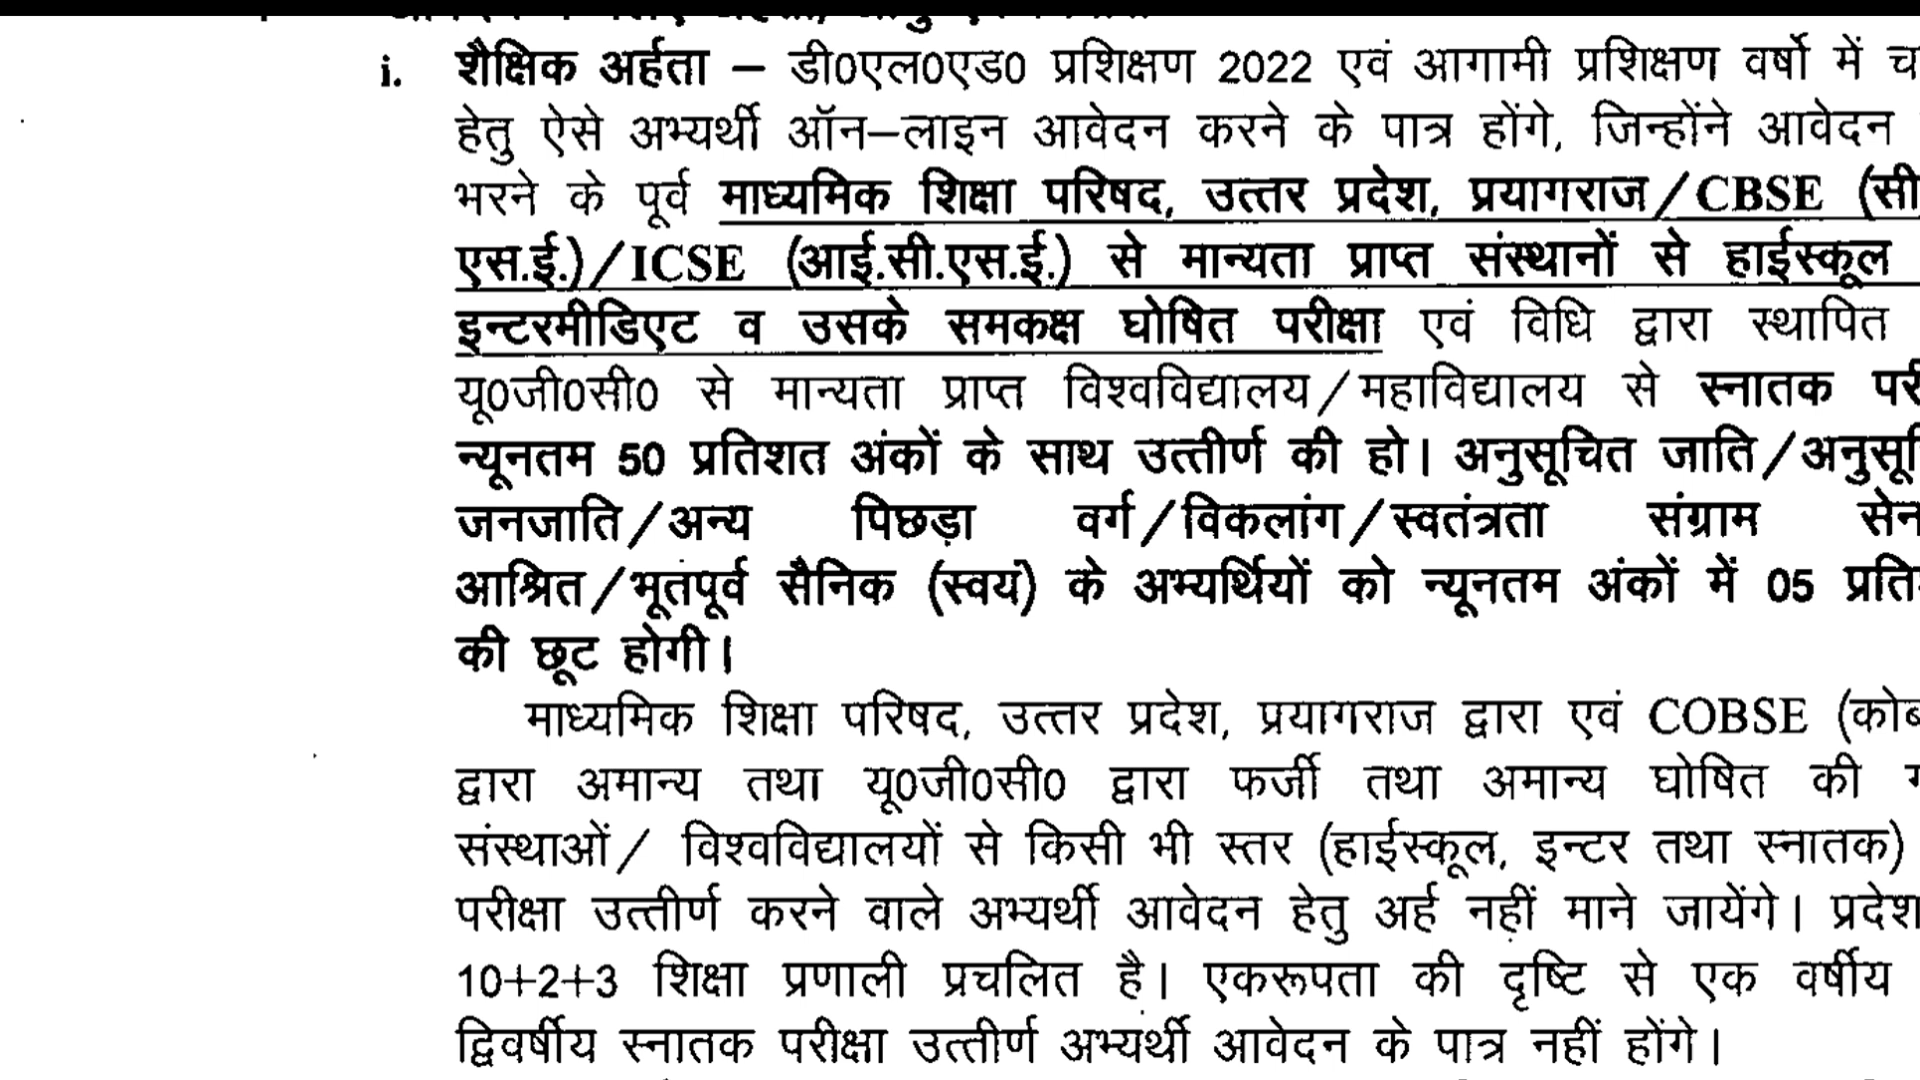 i. शैक्षिक अर्हता – डी0एल0एड0 प्रशिक्षण 2022 एवं आगामी प्रशिक्षण वर्षो में
हेतु ऐसे अभ्यर्थी ऑन–लाइन आवेदन करने के पात्र होंगे, जिन्होंने आवेदन
भरने के पूर्व माध्यमिक शिक्षा परिषद, उत्तर प्रदेश, प्रयागराज/CBSE (सी
एस.ई.)/ICSE (आई.सी.एस.ई.) से मान्यता प्राप्त संस्थानों से हाईस्कूल
इन्टरमीडिएट व उसके समकक्ष घोषित परीक्षा एवं विधि द्वारा स्थापित
यू0जी0सी0 से मान्यता प्राप्त विश्वविद्यालय/महाविद्यालय से स्नातक
न्यूनतम 50 प्रतिशत अंकों के साथ उत्तीर्ण की हो। अनुसूचित जाति/
जनजाति/अन्य पिछड़ा वर्ग/विकलांग/स्वतंत्रता संग्राम
आश्रित/भूतपूर्व सैनिक (स्वयं) के अभ्यर्थियों को न्यूनतम अंकों में 05
की छूट होगी।
माध्यमिक शिक्षा परिषद, उत्तर प्रदेश, प्रयागराज द्वारा एवं COBSE
द्वारा अमान्य तथा यू0जी0सी0 द्वारा फर्जी तथा अमान्य घोषित की
संस्थाओं/ विश्वविद्यालयों से किसी भी स्तर (हाईस्कूल, इन्टर तथा स्नातक)
परीक्षा उत्तीर्ण करने वाले अभ्यर्थी आवेदन हेतु अर्ह नहीं माने जायेंगे। प्रदेश
10+2+3 शिक्षा प्रणाली प्रचलित है। एकरूपता की दृष्टि से एक वर्षीय
द्विवर्षीय स्नातक परीक्षा उत्तीर्ण अभ्यर्थी आवेदन के पात्र नहीं होंगे।